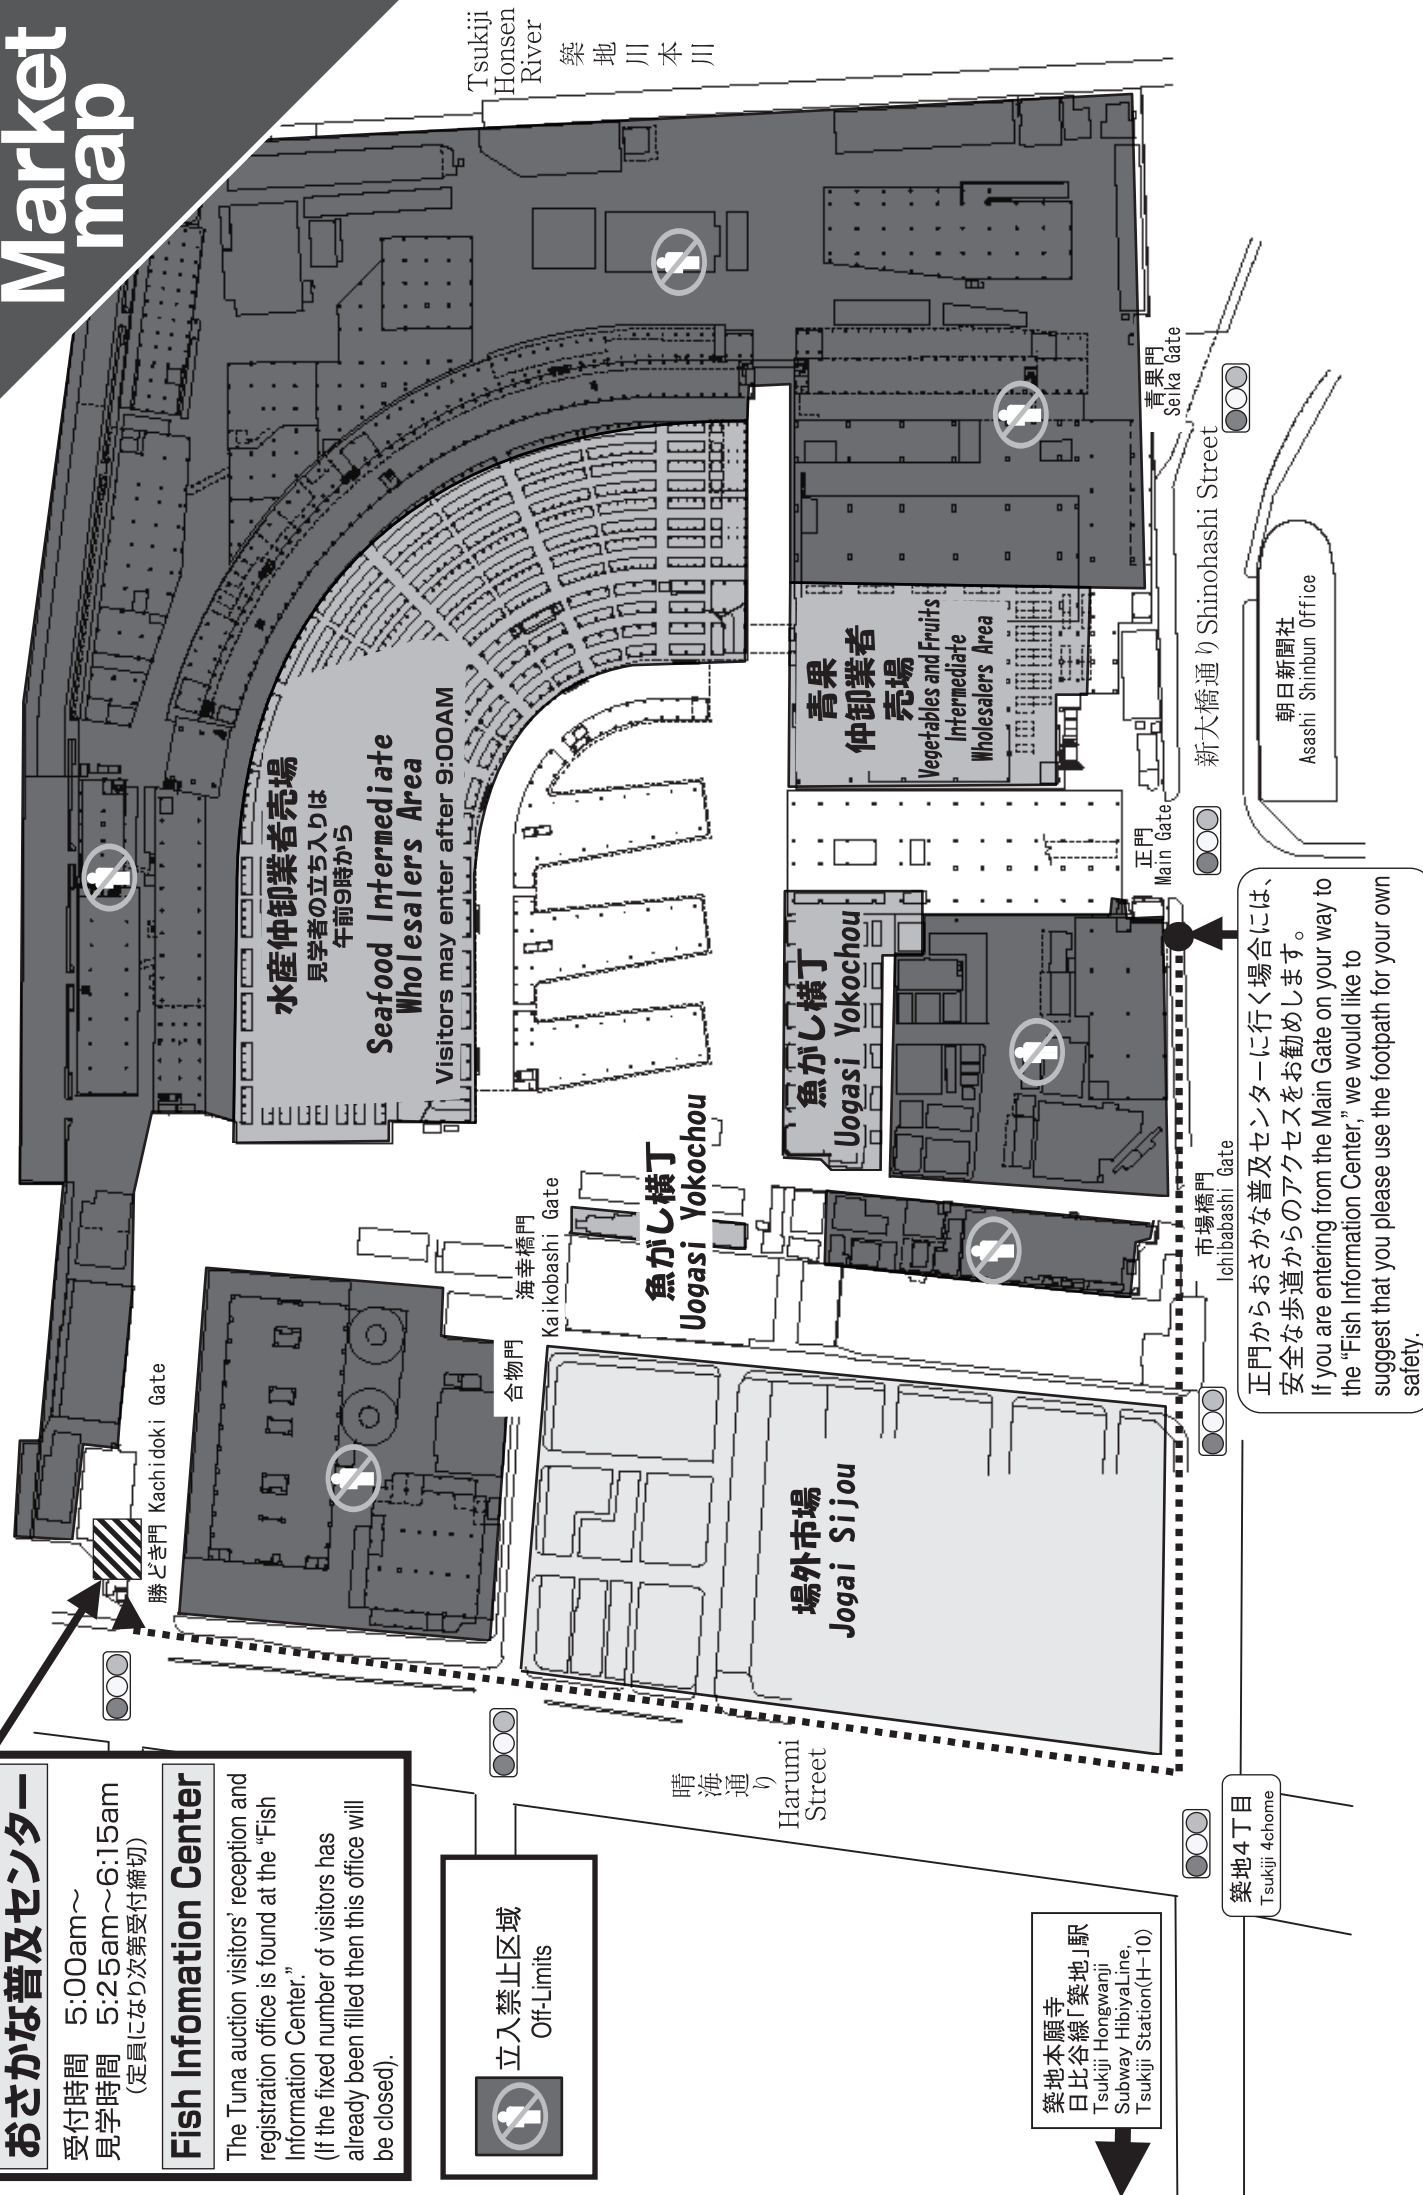 Market
map
おさかな普及センター
受付時間 5:00am～
見学時間 5:25am～6:15am
（定員になり次第受付締切）
Fish Infomation Center
The Tuna auction visitors’ reception and
registration office is found at the “Fish
Information Center.”
(If the fixed number of visitors has
already been filled then this office will
be closed).
立入禁止区域
Off-Limits
勝どき門 Kachidoki Gate
水産仲卸業者売場
見学者の立ち入りは
午前9時から
Seafood Intermediate
Wholesalers Area
Visitors may enter after 9:00AM
Tsukiji
Honsen
River
築地川本川
合物門
海幸橋門
Kaikobashi Gate
魚がし横丁
Uogasi Yokochou
魚がし横丁
Uogasi Yokochou
青果
仲卸業者
売場
Vegetables and Fruits
Intermediate
Wholesalers Area
場外市場
Jogai Sijou
晴海通り
Harumi
Street
正門
Main Gate
青果門
Seika Gate
市場橋門
Ichibabashi Gate
新大橋通り Shinohashi Street
朝日新聞社
Asashi Shinbun Office
正門からおさかな普及センターに行く場合には、
安全な歩道からのアクセスをお勧めします。
If you are entering from the Main Gate on your way to
the “Fish Information Center,” we would like to
suggest that you please use the footpath for your own
safety.
築地4丁目
Tsukiji 4chome
築地本願寺
日比谷線「築地」駅
Tsukiji Hongwanji
Subway HibiyaLine,
Tsukiji Station(H-10)